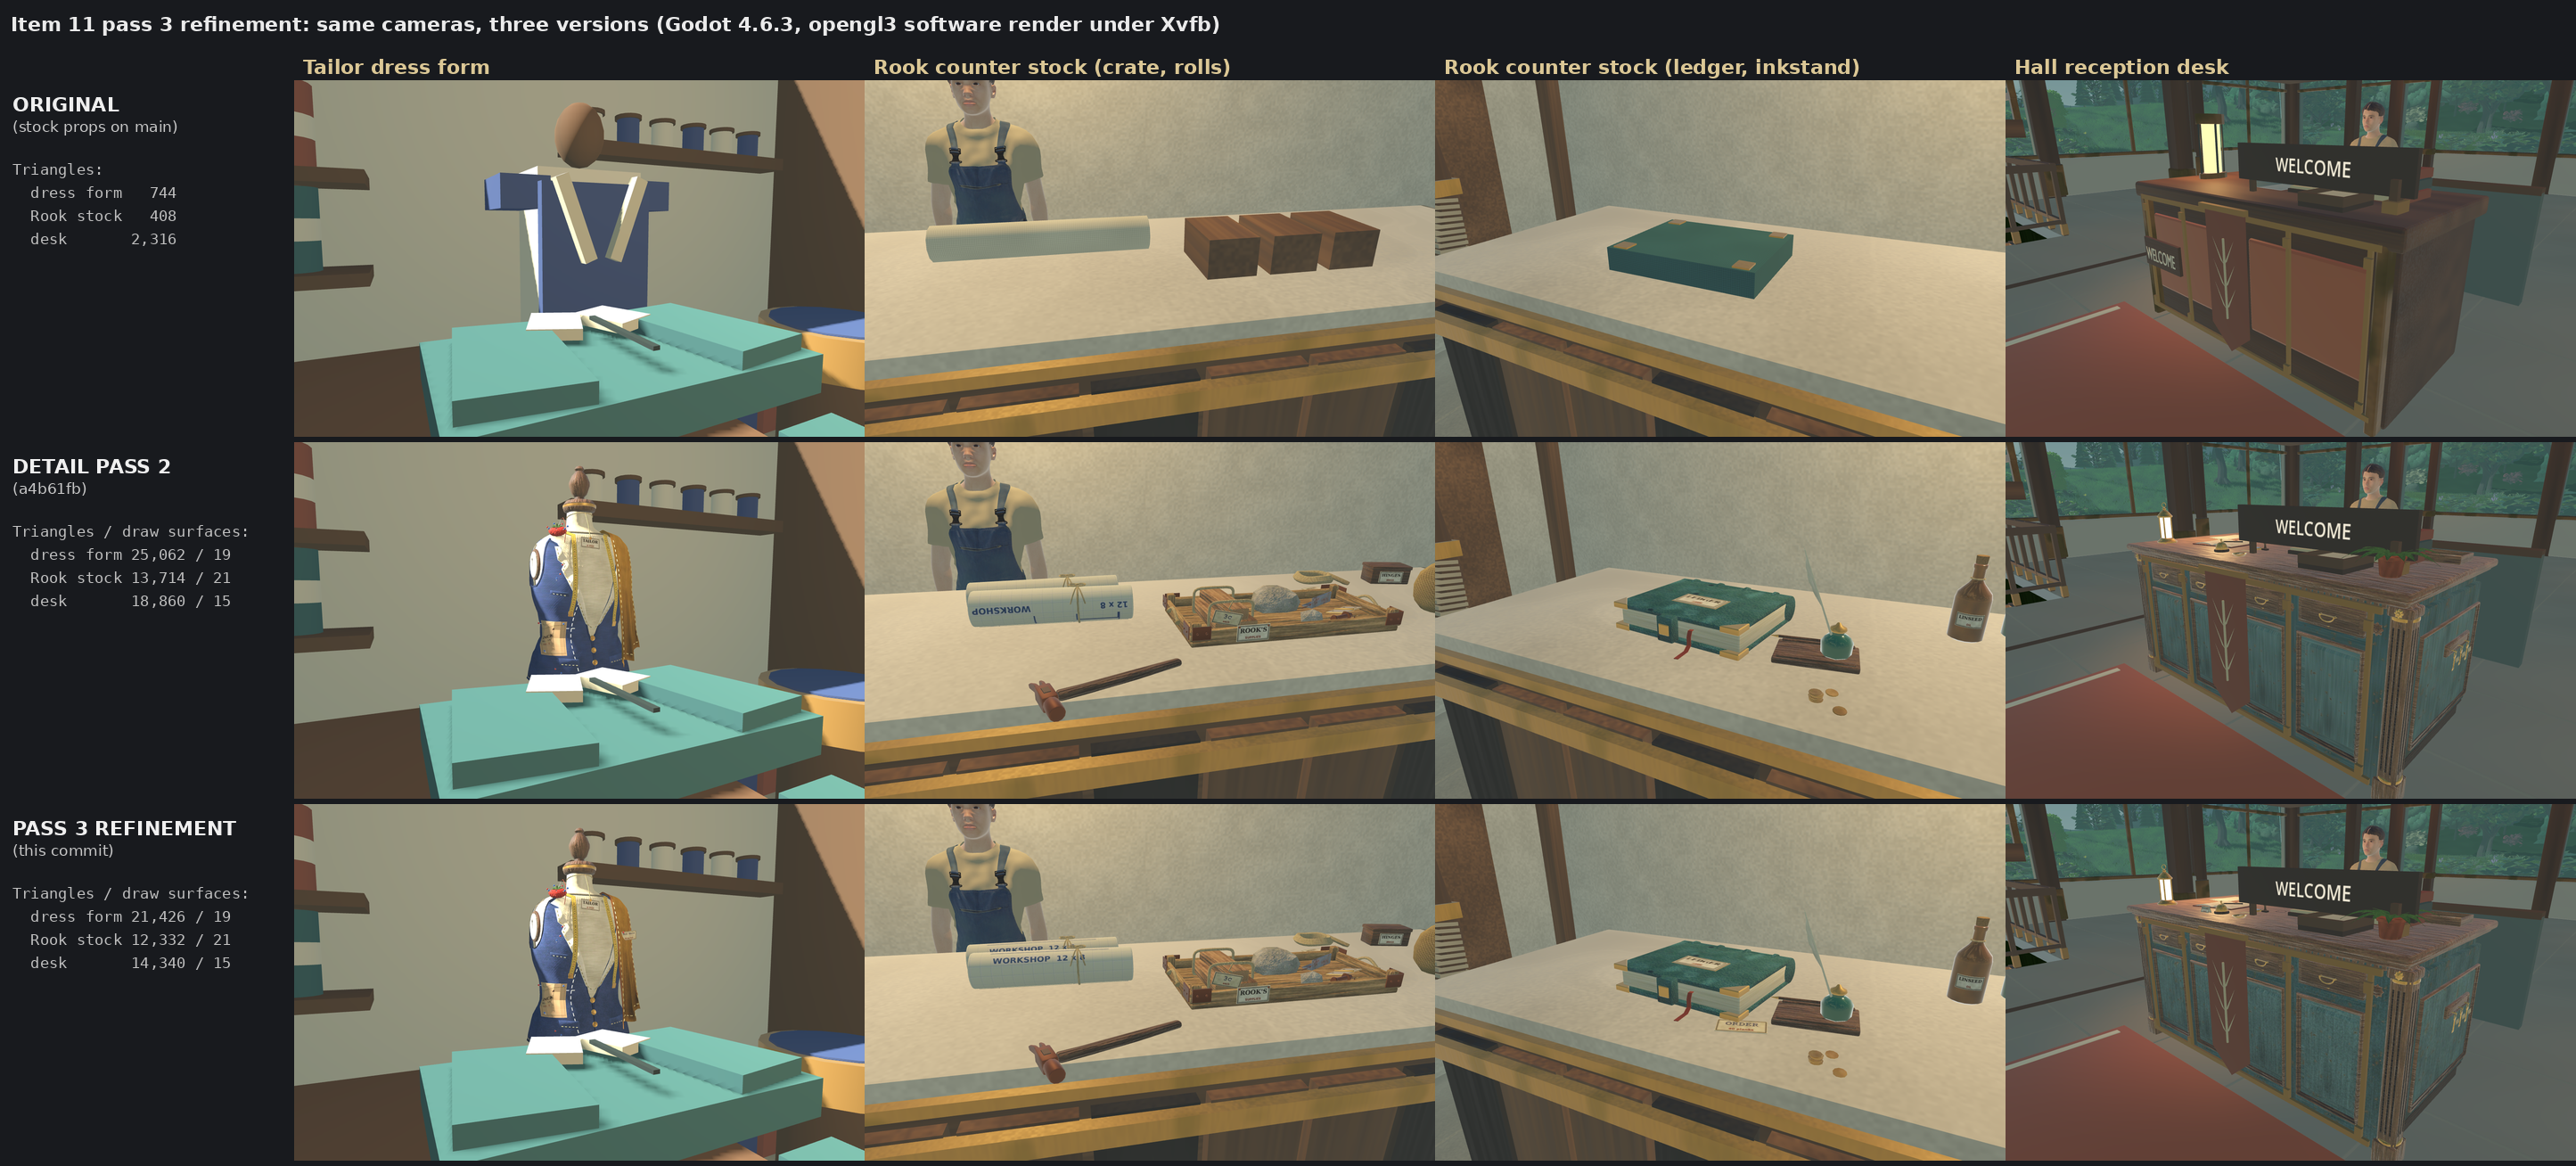 Item 11 pass 3 refinement: same cameras, three versions (Godot 4.6.3, opengl3 software render under Xvfb)
Tailor dress form
Rook counter stock (crate, rolls)
Rook counter stock (ledger, inkstand)
Hall reception desk
ORIGINAL
(stock props on main)
Triangles:
dress form 744
Rook stock 408
desk 2,316
WELCOME
WELCOME
DETAIL PASS 2
(a4b61fb)
Triangles / draw surfaces:
dress form 25,062 / 19
Rook stock 13,714 / 21
desk 18,860 / 15
TAILOR
WORKSHOP
12 x 8
ROOK'S
WELCOME
PASS 3 REFINEMENT
(this commit)
Triangles / draw surfaces:
dress form 21,426 / 19
Rook stock 12,332 / 21
desk 14,340 / 15
TAILOR
WORKSHOP 12 x
WORKSHOP 12 x 8
ROOK'S
ORDER
WELCOME